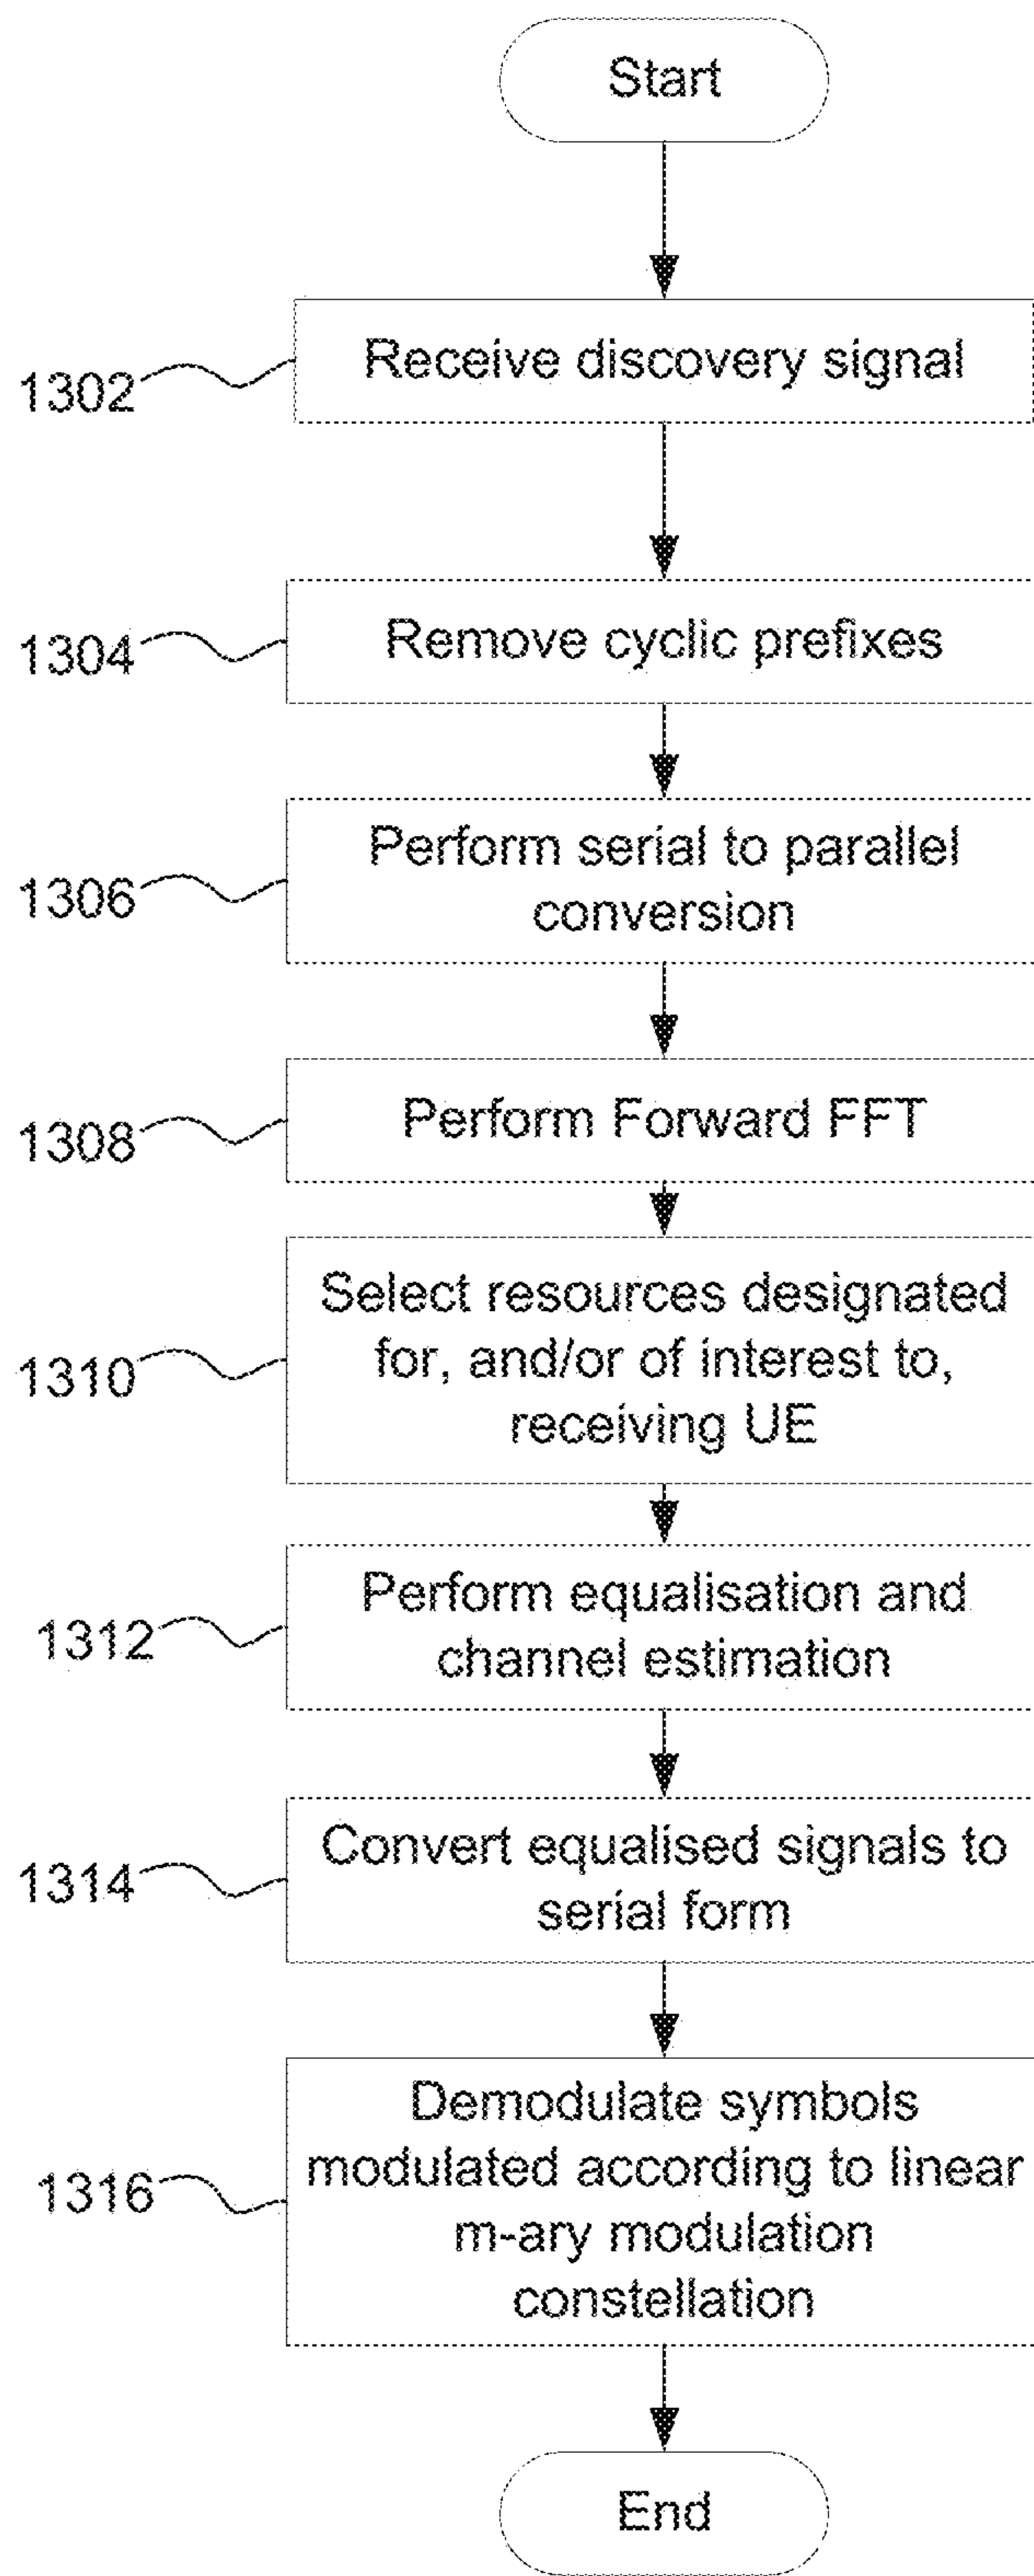 Start
Receive discovery signal
1302
Remove cyclic prefixes
1304
Perform serial to parallel
conversion
1306
Perform Forward FFT
1308
Select resources designated
for, and/or of interest to,
receiving UE
1310
Perform equalisation and
channel estimation
1312
Convert equalised signals to
serial form
1314
Demodulate symbols
modulated according to linear
m-ary modulation
constellation
1316
End